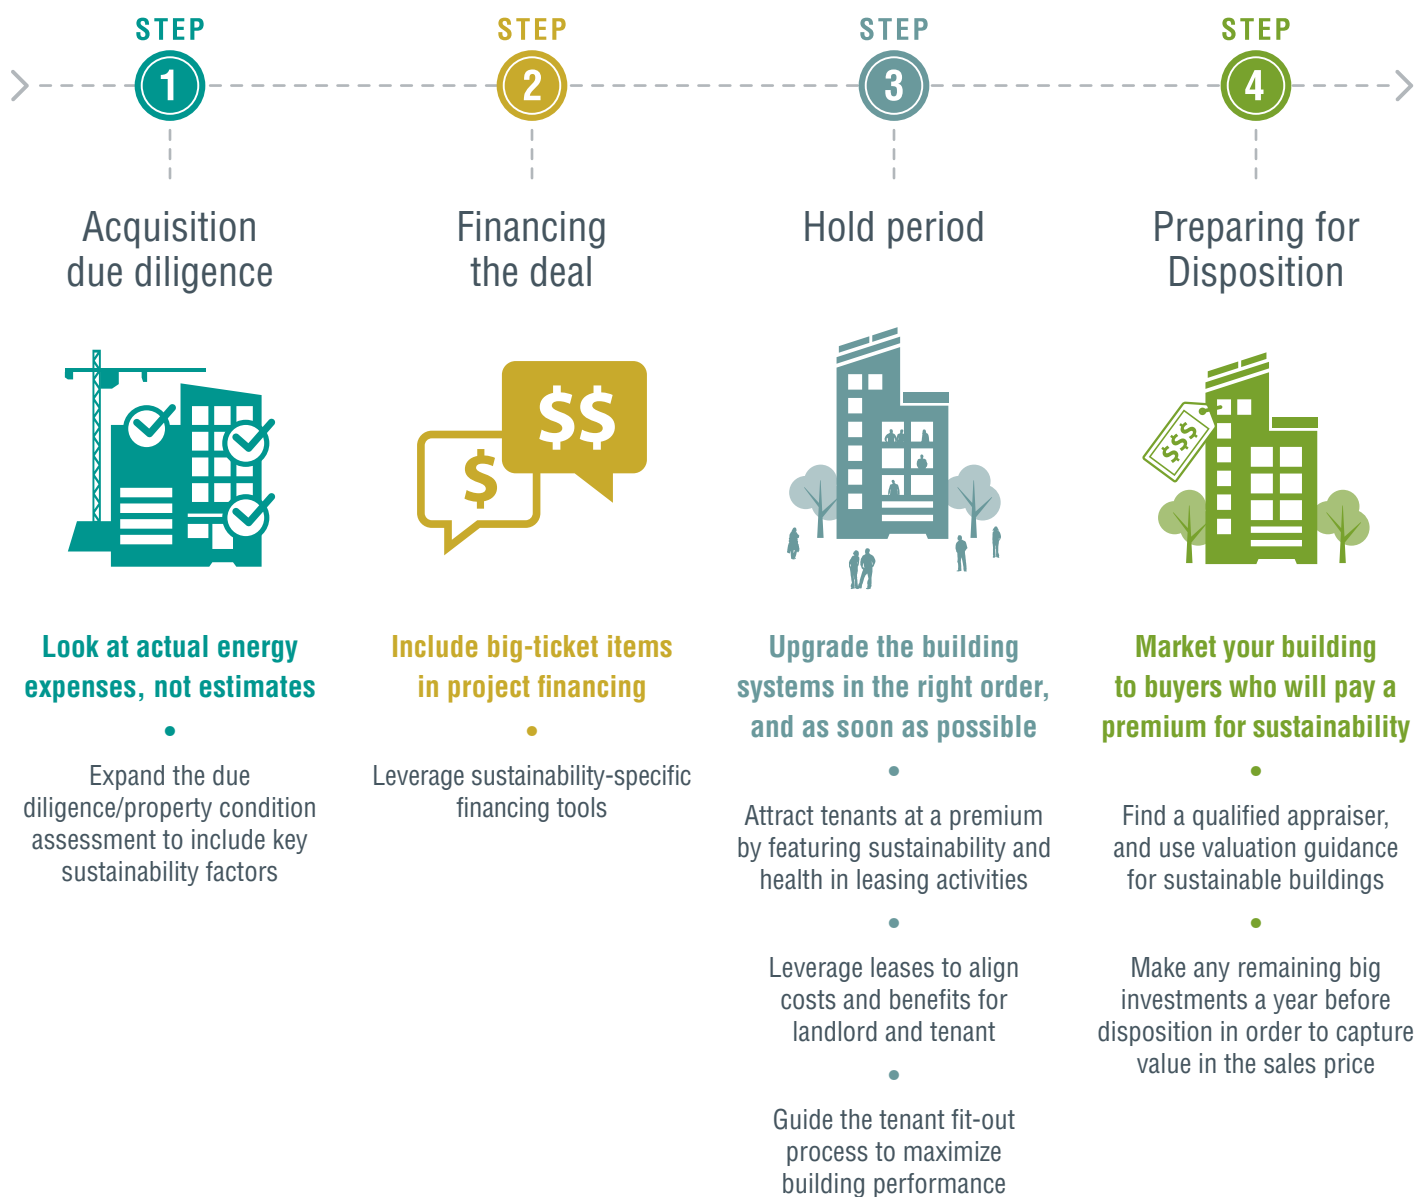 STEP
1
Acquisition
due diligence
Look at actual energy
expenses, not estimates
•
Expand the due
diligence/property condition
assessment to include key
sustainability factors
STEP
2
Financing
the deal
$
$$
Include big-ticket items
in project financing
•
Leverage sustainability-specific
financing tools
STEP
3
Hold period
Upgrade the building
systems in the right order,
and as soon as possible
•
Attract tenants at a premium
by featuring sustainability and
health in leasing activities
•
Leverage leases to align
costs and benefits for
landlord and tenant
•
Guide the tenant fit-out
process to maximize
building performance
STEP
4
Preparing for
Disposition
$$$
Market your building
to buyers who will pay a
premium for sustainability
•
Find a qualified appraiser,
and use valuation guidance
for sustainable buildings
•
Make any remaining big
investments a year before
disposition in order to capture
value in the sales price